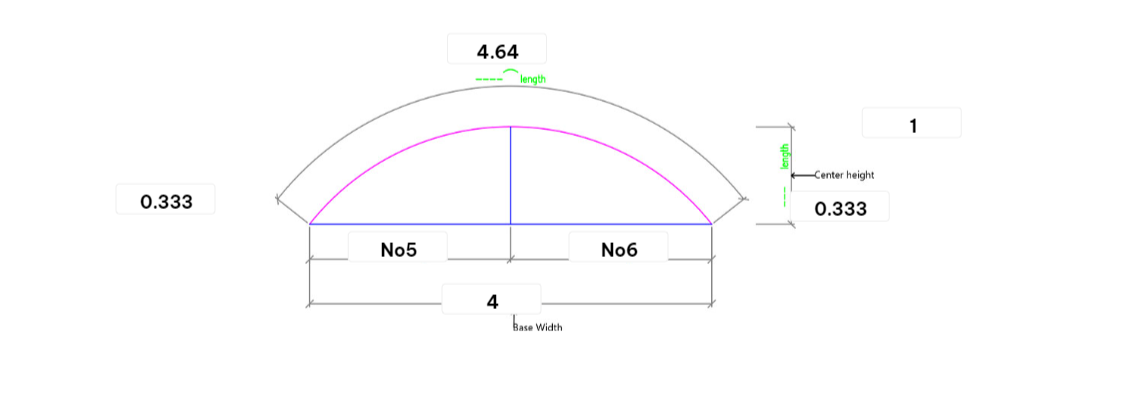 4.64
length
1
length
Center height
0.333
0.333
No5
No6
4
Base Width